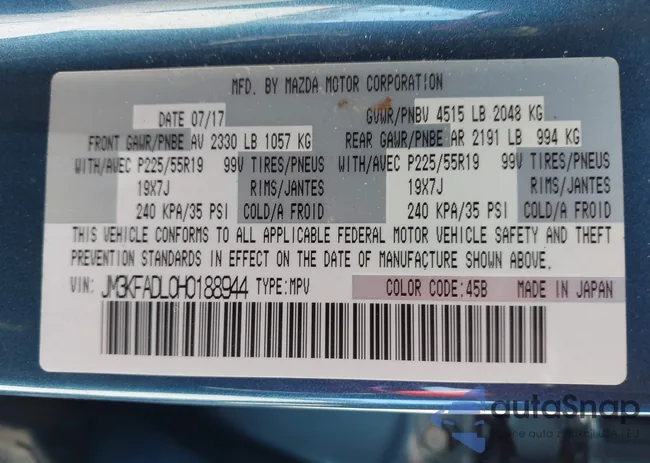 MFD. BY MAZDA MOTOR CORPORATION
DATE 07/17 GVWR/PNBV 4515 LB 2048 KG
FRONT GAWR/PNBE AV 2330 LB 1057 KG REAR GAWR/PNBE AR 2191 LB 994 KG
WITH/AVEC P225/55R19 99V TIRES/PNEUS WITH/AVEC P225/55R19 99V TIRES/PNEUS
19X7J RIMS/JANTES 19X7J RIMS/JANTES
240 KPA/35 PSI COLD/A FROID 240 KPA/35 PSI COLD/A FROID
THIS VEHICLE CONFORMS TO ALL APPLICABLE FEDERAL MOTOR VEHICLE SAFETY AND THEFT
PREVENTION STANDARDS IN EFFECT ON THE DATE OF MANUFACTURE SHOWN ABOVE.
VIN: JM3KFADL0H0188944 TYPE:MPV COLOR CODE:45B MADE IN JAPAN
autoSnap